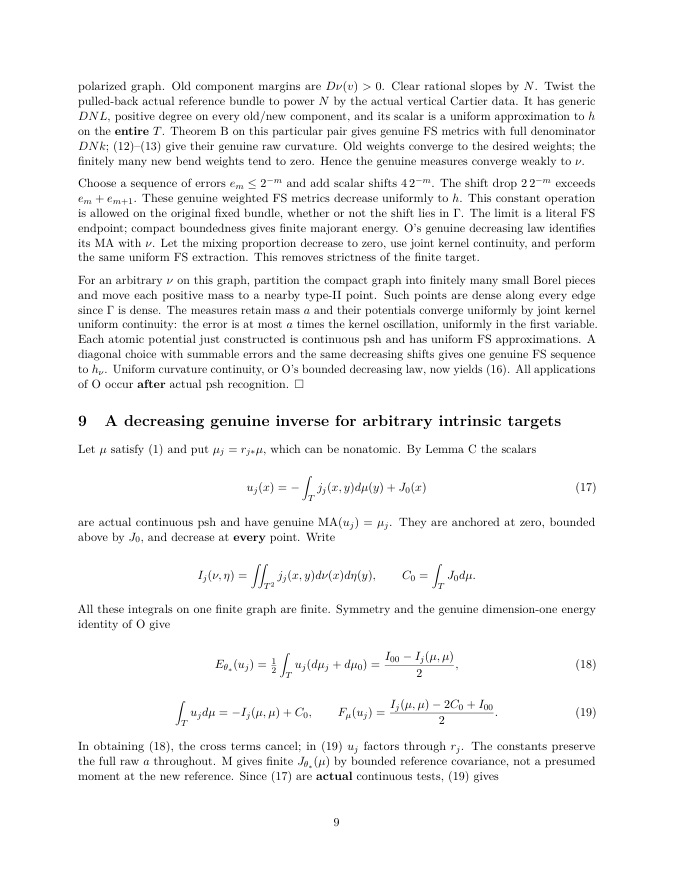 polarized graph. Old component margins are Dν(v) > 0. Clear rational slopes by N. Twist the
pulled-back actual reference bundle to power N by the actual vertical Cartier data. It has generic
DNL, positive degree on every old/new component, and its scalar is a uniform approximation to h
on the entire T. Theorem B on this particular pair gives genuine FS metrics with full denominator
DNk; (12)–(13) give their genuine raw curvature. Old weights converge to the desired weights; the
finitely many new bend weights tend to zero. Hence the genuine measures converge weakly to ν.
Choose a sequence of errors e_m ≤ 2^{−m} and add scalar shifts 4 2^{−m}. The shift drop 2 2^{−m} exceeds
e_m + e_{m+1}. These genuine weighted FS metrics decrease uniformly to h. This constant operation
is allowed on the original fixed bundle, whether or not the shift lies in Γ. The limit is a literal FS
endpoint; compact boundedness gives finite majorant energy. O’s genuine decreasing law identifies
its MA with ν. Let the mixing proportion decrease to zero, use joint kernel continuity, and perform
the same uniform FS extraction. This removes strictness of the finite target.
For an arbitrary ν on this graph, partition the compact graph into finitely many small Borel pieces
and move each positive mass to a nearby type-II point. Such points are dense along every edge
since Γ is dense. The measures retain mass a and their potentials converge uniformly by joint kernel
uniform continuity: the error is at most a times the kernel oscillation, uniformly in the first variable.
Each atomic potential just constructed is continuous psh and has uniform FS approximations. A
diagonal choice with summable errors and the same decreasing shifts gives one genuine FS sequence
to h_ν. Uniform curvature continuity, or O’s bounded decreasing law, now yields (16). All applications
of O occur after actual psh recognition. □
9 A decreasing genuine inverse for arbitrary intrinsic targets
Let μ satisfy (1) and put μ_j = r_{j*}μ, which can be nonatomic. By Lemma C the scalars
u_j(x) = − ∫_T j_j(x, y)dμ(y) + J_0(x) (17)
are actual continuous psh and have genuine MA(u_j) = μ_j. They are anchored at zero, bounded
above by J_0, and decrease at every point. Write
I_j(ν, η) = ∬_{T^2} j_j(x, y)dν(x)dη(y), C_0 = ∫_T J_0dμ.
All these integrals on one finite graph are finite. Symmetry and the genuine dimension-one energy
identity of O give
E_{θ_*}(u_j) = ½ ∫_T u_j(dμ_j + dμ_0) = (I_{00} − I_j(μ, μ))/2, (18)
∫_T u_jdμ = −I_j(μ, μ) + C_0, F_μ(u_j) = (I_j(μ, μ) − 2C_0 + I_{00})/2. (19)
In obtaining (18), the cross terms cancel; in (19) u_j factors through r_j. The constants preserve
the full raw a throughout. M gives finite J_{θ_*}(μ) by bounded reference covariance, not a presumed
moment at the new reference. Since (17) are actual continuous tests, (19) gives
9